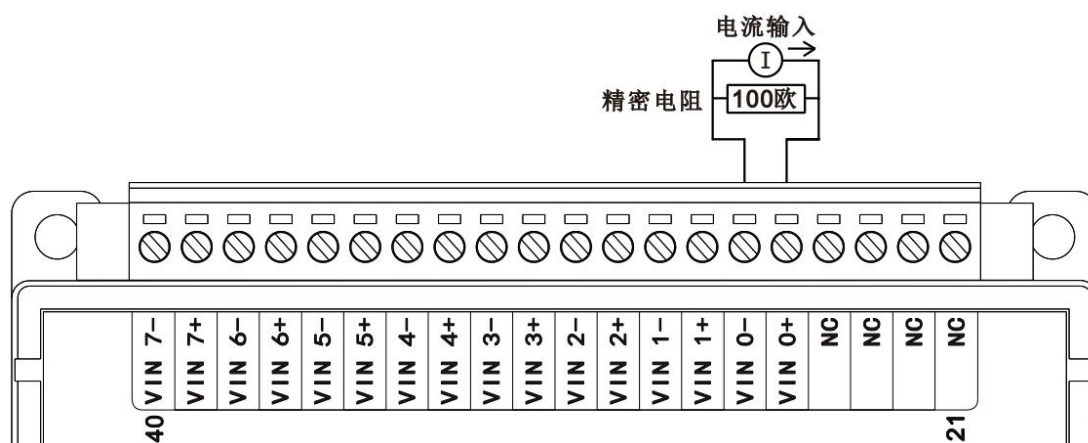 电流输入
I
精密电阻
100欧
VIN 7−
VIN 7+
VIN 6−
VIN 6+
VIN 5−
VIN 5+
VIN 4−
VIN 4+
VIN 3−
VIN 3+
VIN 2−
VIN 2+
VIN 1−
VIN 1+
VIN 0−
VIN 0+
NC
NC
NC
NC
40
21